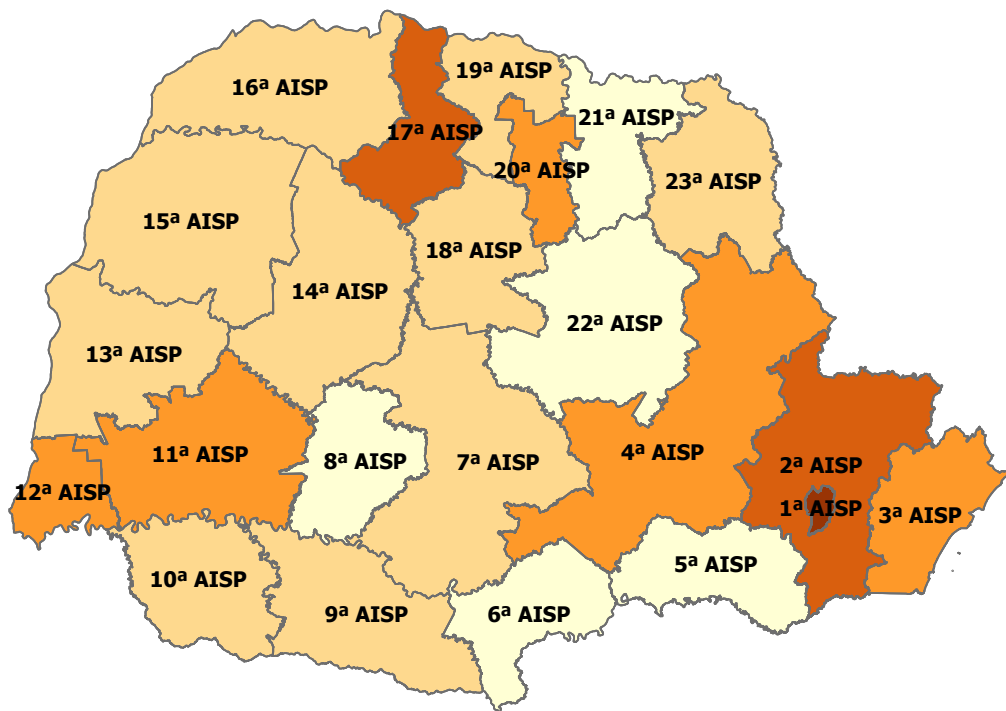 19ª AISP
16ª AISP
21ª AISP
17ª AISP
20ª AISP
23ª AISP
15ª AISP
18ª AISP
14ª AISP
22ª AISP
13ª AISP
11ª AISP
8ª AISP
7ª AISP
4ª AISP
2ª AISP
12ª AISP
1ª AISP
3ª AISP
5ª AISP
10ª AISP
9ª AISP
6ª AISP